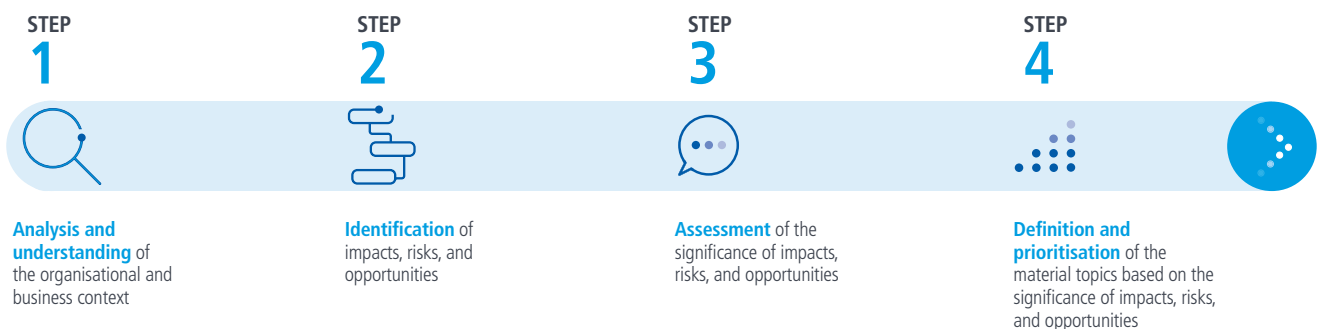 STEP
1
Analysis and
understanding of
the organisational and
business context
STEP
2
Identification of
impacts, risks, and
opportunities
STEP
3
Assessment of the
significance of impacts,
risks, and opportunities
STEP
4
Definition and
prioritisation of the
material topics based on the
significance of impacts, risks,
and opportunities